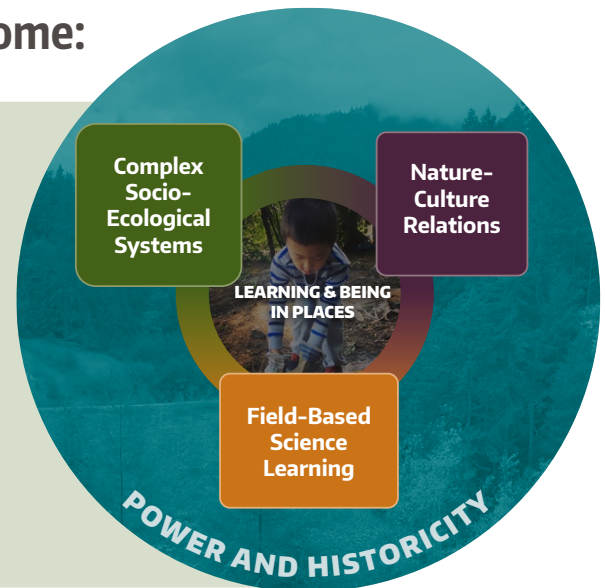 ome:
Complex
Socio-
Ecological
Systems
Nature-
Culture
Relations
LEARNING & BEING
IN PLACES
Field-Based
Science
Learning
POWER AND HISTORICITY